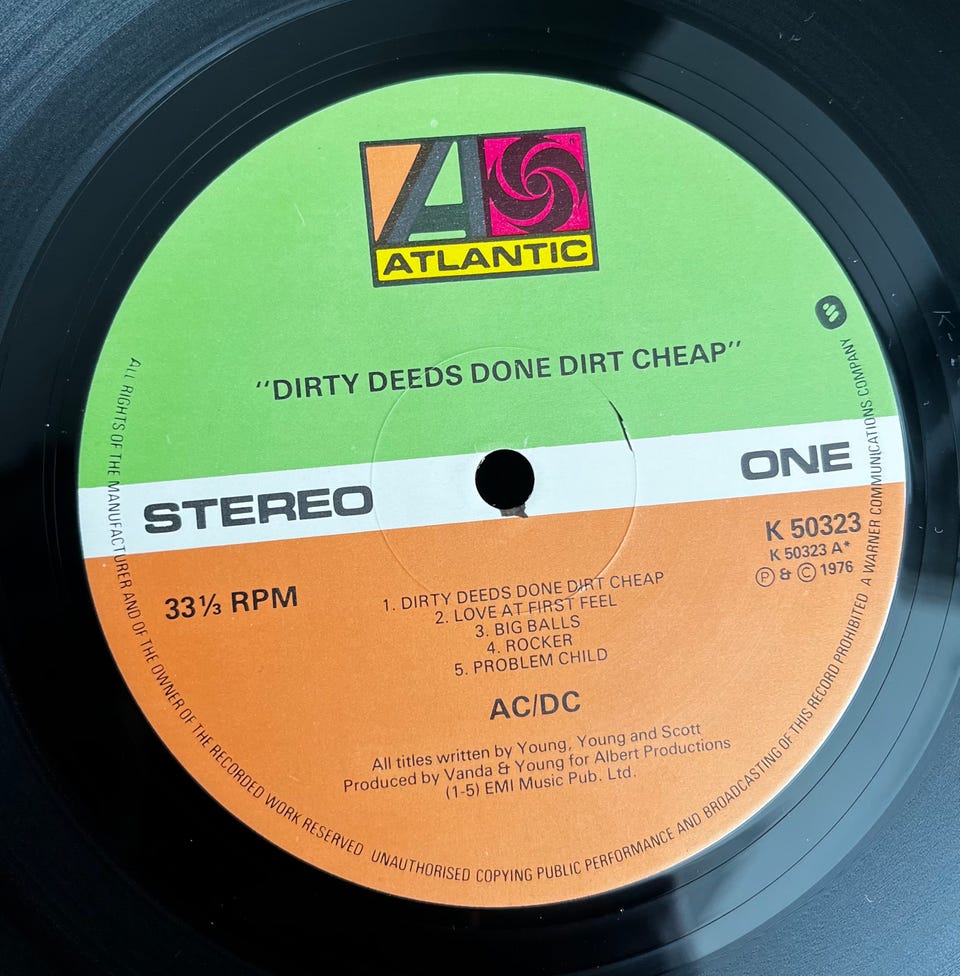 A
ATLANTIC
"DIRTY DEEDS DONE DIRT CHEAP"
STEREO
ONE
33⅓ RPM
K 50323
K 50323 A*
Ⓟ & Ⓒ 1976
1. DIRTY DEEDS DONE DIRT CHEAP
2. LOVE AT FIRST FEEL
3. BIG BALLS
4. ROCKER
5. PROBLEM CHILD
AC/DC
All titles written by Young, Young and Scott
Produced by Vanda & Young for Albert Productions
(1-5) EMI Music Pub. Ltd.
ALL RIGHTS OF THE MANUFACTURER AND OF THE OWNER OF THE RECORDED WORK RESERVED UNAUTHORISED COPYING PUBLIC PERFORMANCE AND BROADCASTING OF THIS RECORD PROHIBITED A WARNER COMMUNICATIONS COMPANY